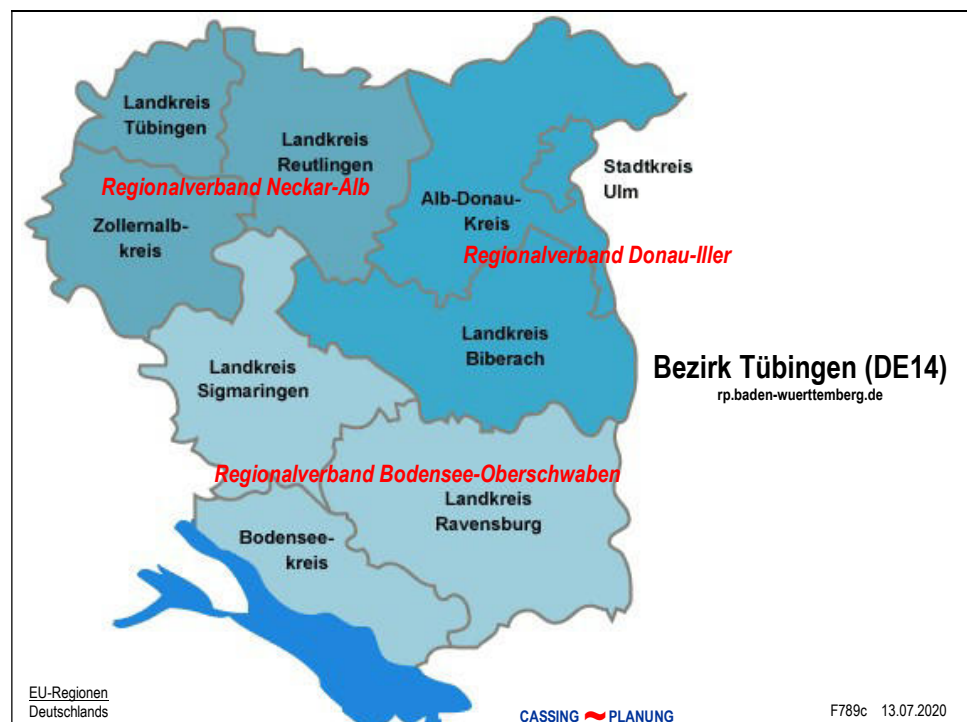 Landkreis
Tübingen
Landkreis
Reutlingen
Regionalverband Neckar-Alb
Zollernalb-
kreis
Stadtkreis
Ulm
Alb-Donau-
Kreis
Regionalverband Donau-Iller
Landkreis
Biberach
Landkreis
Sigmaringen
Bezirk Tübingen (DE14)
rp.baden-wuerttemberg.de
Regionalverband Bodensee-Oberschwaben
Landkreis
Ravensburg
Bodensee-
kreis
EU-Regionen
Deutschlands
CASSING PLANUNG
F789c 13.07.2020